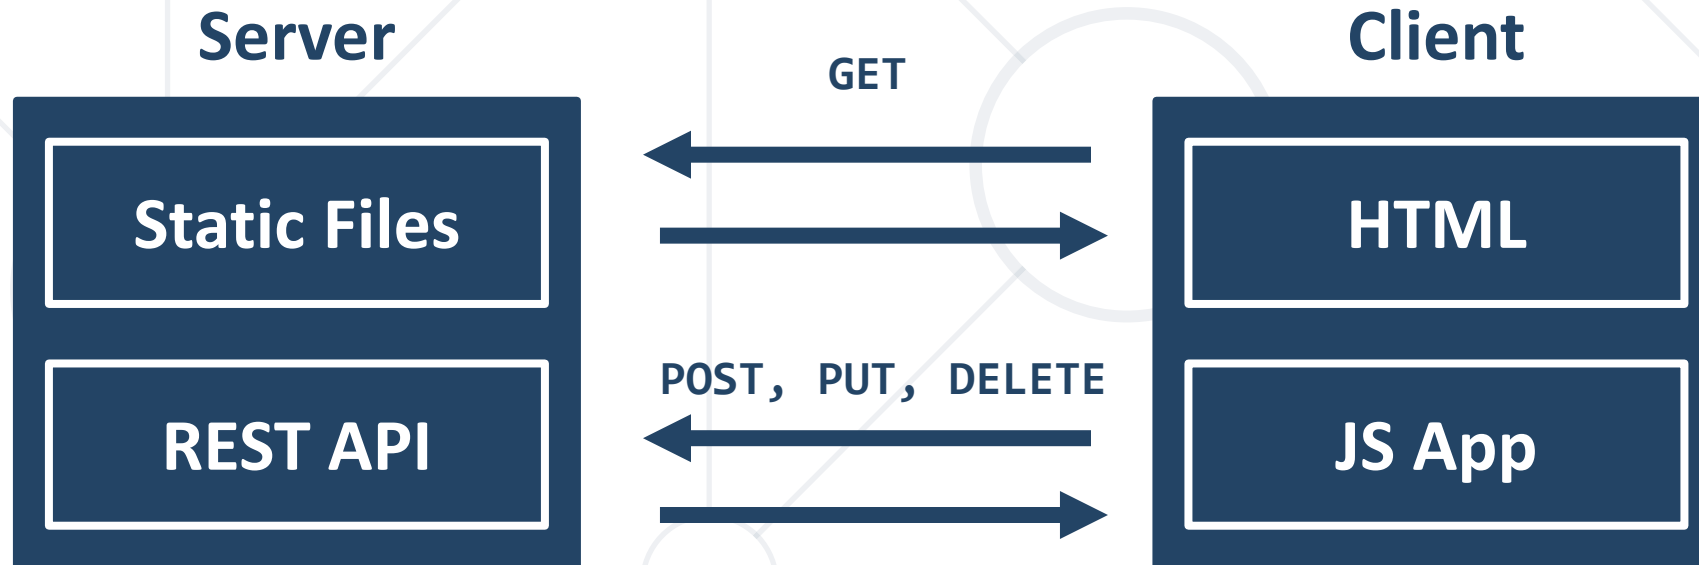 Server
Client
GET
Static Files
HTML
POST, PUT, DELETE
REST API
JS App